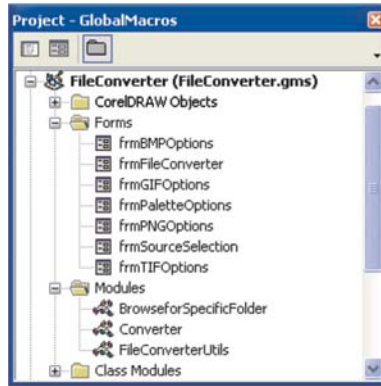 Project - GlobalMacros
FileConverter (FileConverter.gms)
CorelDRAW Objects
Forms
frmBMPOptions
frmFileConverter
frmGIFOptions
frmPaletteOptions
frmPNGOptions
frmSourceSelection
frmTIFOptions
Modules
BrowseforSpecificFolder
Converter
FileConverterUtils
Class Modules